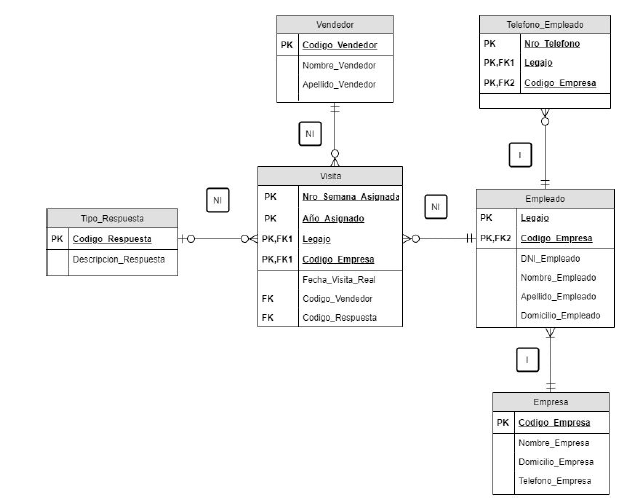 Vendedor
PK Codigo_Vendedor
Nombre_Vendedor
Apellido_Vendedor
NI
Telefono_Empleado
PK Nro_Telefono
PK,FK1 Legajo
PK,FK2 Codigo_Empresa
I
Tipo_Respuesta
PK Codigo_Respuesta
Descripcion_Respuesta
NI
Visita
PK Nro_Semana_Asignada
PK Año_Asignado
PK,FK1 Legajo
PK,FK1 Codigo_Empresa
Fecha_Visita_Real
FK Codigo_Vendedor
FK Codigo_Respuesta
NI
Empleado
PK Legajo
PK,FK2 Codigo_Empresa
DNI_Empleado
Nombre_Empleado
Apellido_Empleado
Domicilio_Empleado
I
Empresa
PK Codigo_Empresa
Nombre_Empresa
Domicilio_Empresa
Telefono_Empresa